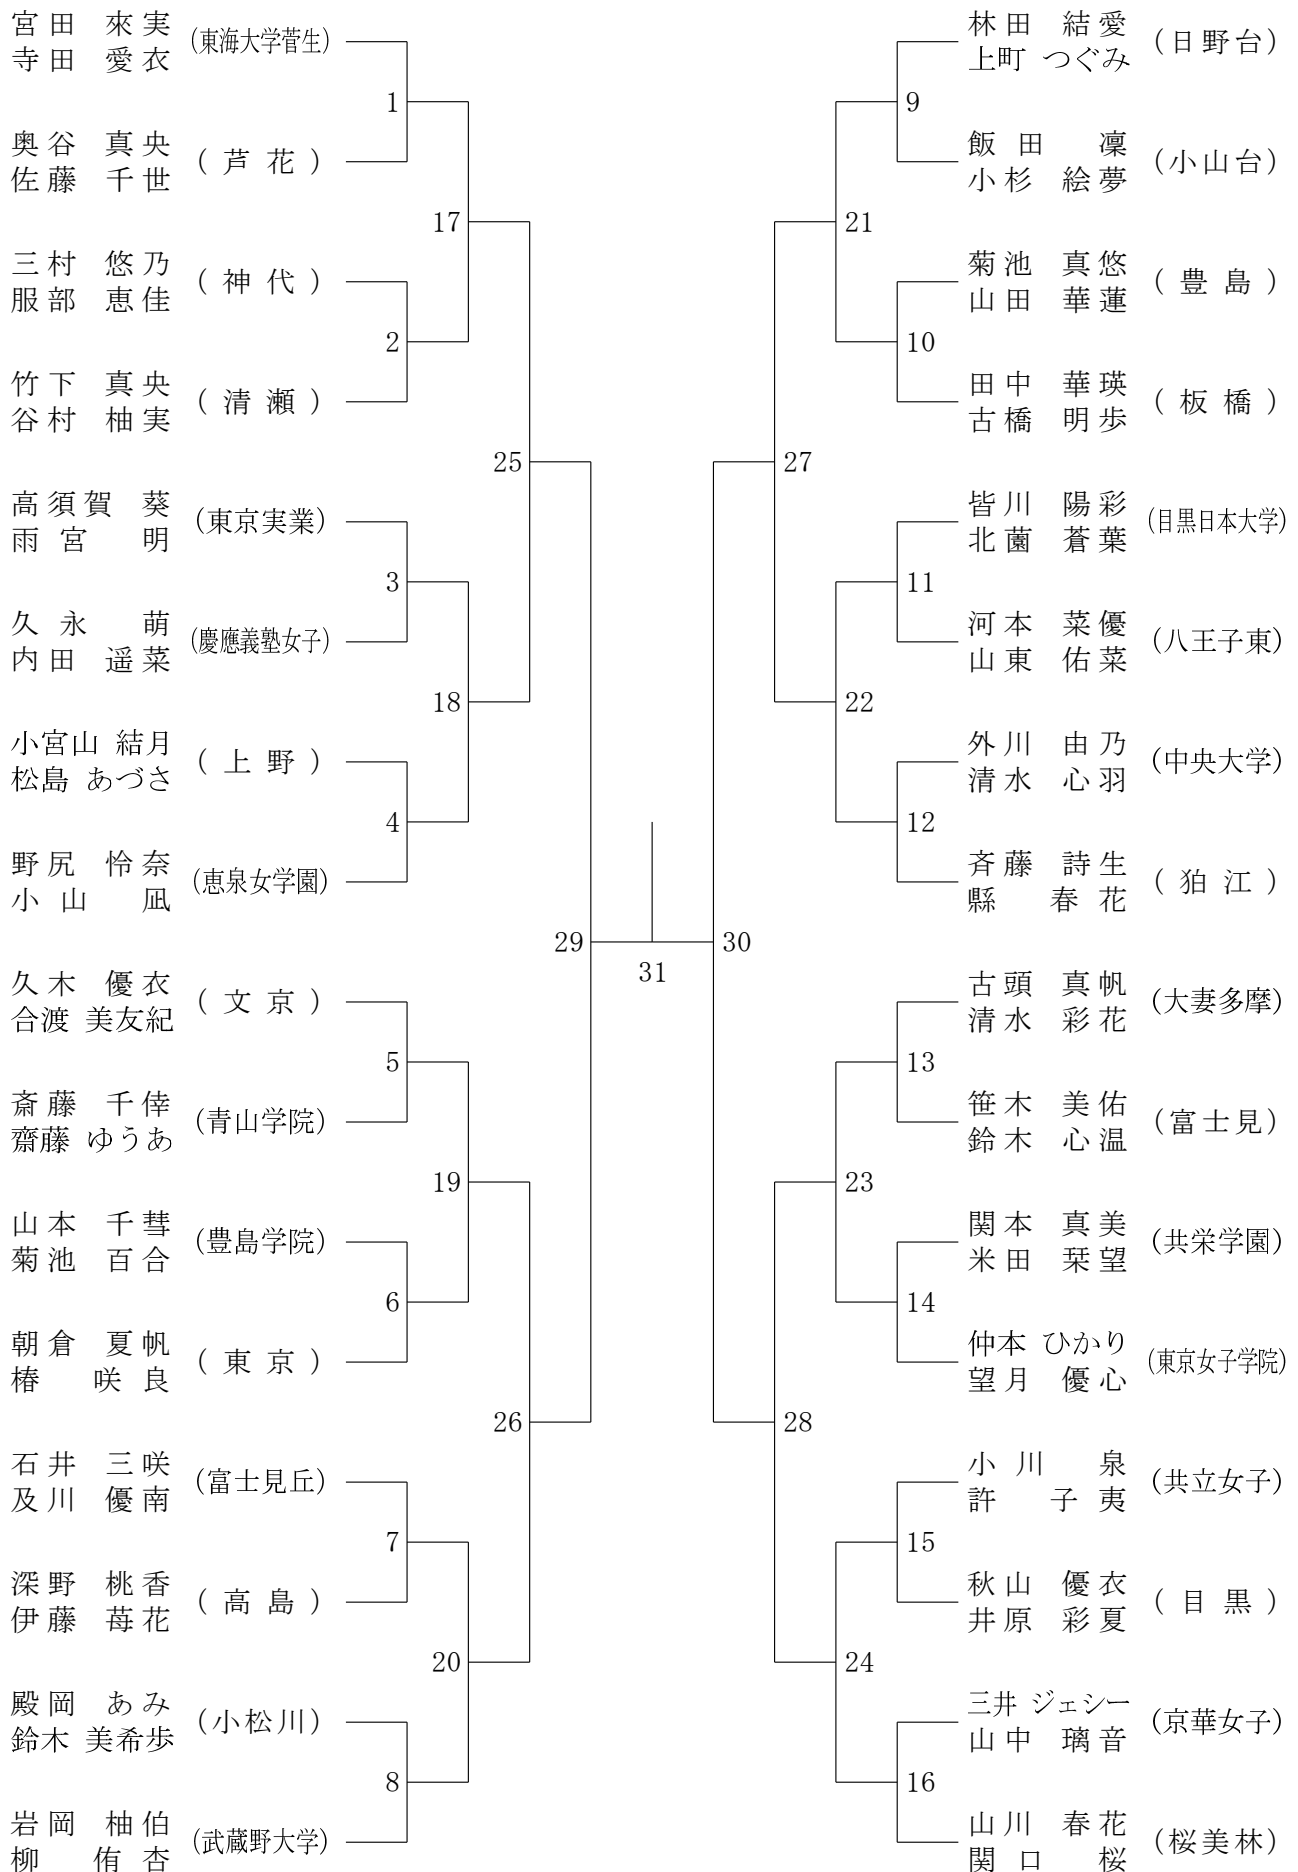 宮田 來実
寺田 愛衣
(東海大学菅生)
1
奥谷 真央
佐藤 千世
(芦花)
17
三村 悠乃
服部 恵佳
(神代)
2
竹下 真央
谷村 柚実
(清瀬)
25
高須賀 葵
雨宮 明
(東京実業)
3
久永 萌
内田 遥菜
(慶應義塾女子)
18
小宮山 結月
松島 あづさ
(上野)
4
野尻 怜奈
小山 凪
(恵泉女学園)
29
久木 優衣
合渡 美友紀
(文京)
5
斎藤 千倖
齋藤 ゆうあ
(青山学院)
19
山本 千彗
菊池 百合
(豊島学院)
6
朝倉 夏帆
椿 咲良
(東京)
26
石井 三咲
及川 優南
(富士見丘)
7
深野 桃香
伊藤 苺花
(高島)
20
殿岡 あみ
鈴木 美希歩
(小松川)
8
岩岡 柚伯
柳 侑杏
(武蔵野大学)
31
林田 結愛
上町 つぐみ
(日野台)
9
飯田 凜
小杉 絵夢
(小山台)
21
菊池 真悠
山田 華蓮
(豊島)
10
田中 華瑛
古橋 明歩
(板橋)
27
皆川 陽彩
北薗 蒼葉
(目黒日本大学)
11
河本 菜優
山東 佑菜
(八王子東)
22
外川 由乃
清水 心羽
(中央大学)
12
斉藤 詩生
縣 春花
(狛江)
30
古頭 真帆
清水 彩花
(大妻多摩)
13
笹木 美佑
鈴木 心温
(富士見)
23
関本 真美
米田 栞望
(共栄学園)
14
仲本 ひかり
望月 優心
(東京女子学院)
28
小川 泉
許 子夷
(共立女子)
15
秋山 優衣
井原 彩夏
(目黒)
24
三井 ジェシー
山中 璃音
(京華女子)
16
山川 春花
関口 桜
(桜美林)